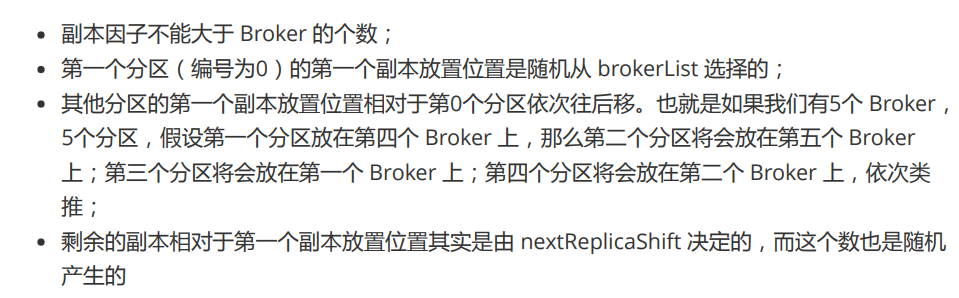 • 副本因子不能大于 Broker 的个数；
• 第一个分区（编号为0）的第一个副本放置位置是随机从 brokerList 选择的；
• 其他分区的第一个副本放置位置相对于第0个分区依次往后移。也就是如果我们有5个 Broker，
5个分区，假设第一个分区放在第四个 Broker 上，那么第二个分区将会放在第五个 Broker
上；第三个分区将会放在第一个 Broker 上；第四个分区将会放在第二个 Broker 上，依次类
推；
• 剩余的副本相对于第一个副本放置位置其实是由 nextReplicaShift 决定的，而这个数也是随机
产生的